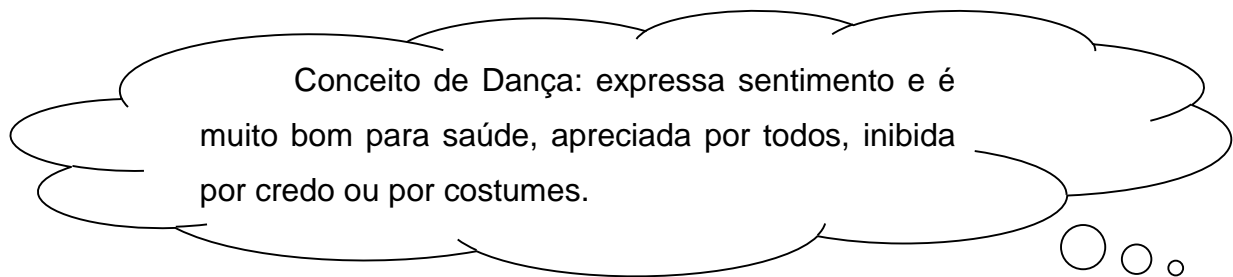 Conceito de Dança: expressa sentimento e é
muito bom para saúde, apreciada por todos, inibida
por credo ou por costumes.